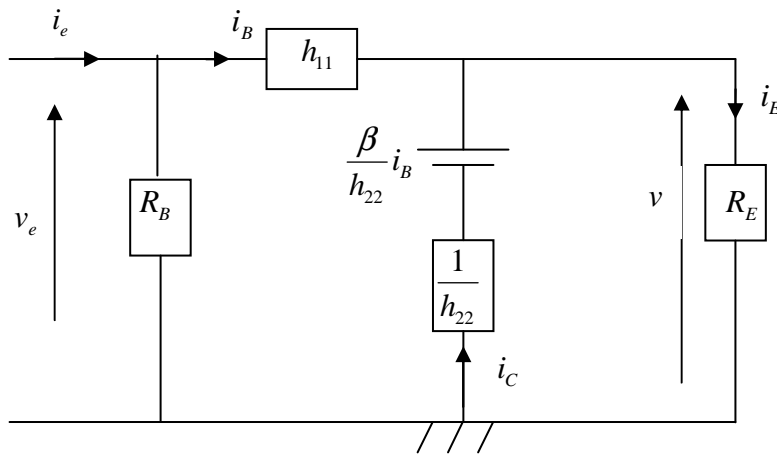 i_e
i_B
h_11
i_E
β/h_22 i_B
v_e
R_B
v
R_E
1/h_22
i_C